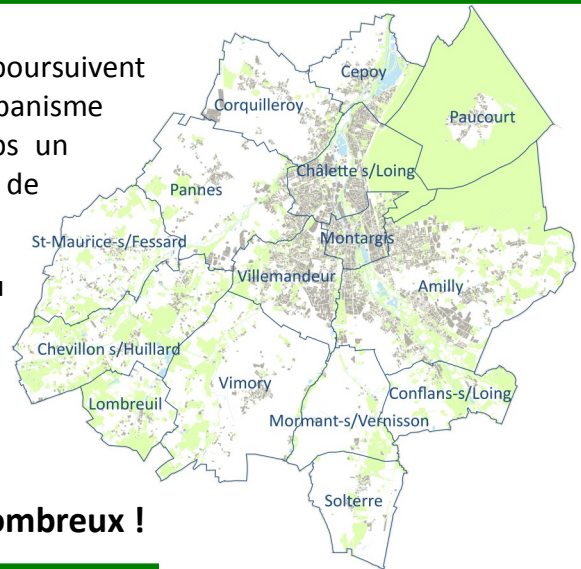 poursuivent
os un
de
Cepoy
Corquilleroy
Paucourt
Châlette s/Loing
Pannes
St-Maurice-s/Fessard
Montargis
Villemandeur
Amilly
Chevillon s/Huillard
Vimory
Conflans-s/Loing
Lombreuil
Mormant-s/Vernisson
Solterre
ombreux !